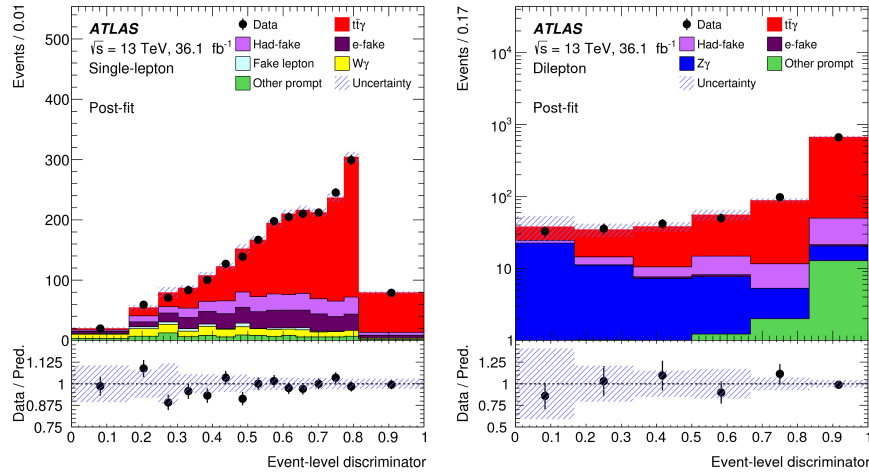 Events / 0.01
500
400
300
200
100
0
ATLAS
√s = 13 TeV, 36.1 fb⁻¹
Single-lepton
Post-fit
Data
tt̄γ
Had-fake
e-fake
Fake lepton
Wγ
Other prompt
Uncertainty
Data / Pred.
1.125
1
0.875
0.75
0 0.1 0.2 0.3 0.4 0.5 0.6 0.7 0.8 0.9 1
Event-level discriminator
Events / 0.17
10⁴
10³
10²
10
1
ATLAS
√s = 13 TeV, 36.1 fb⁻¹
Dilepton
Post-fit
Data
tt̄γ
Had-fake
e-fake
Zγ
Other prompt
Uncertainty
Data / Pred.
1.25
1
0.75
0.5
0 0.1 0.2 0.3 0.4 0.5 0.6 0.7 0.8 0.9 1
Event-level discriminator